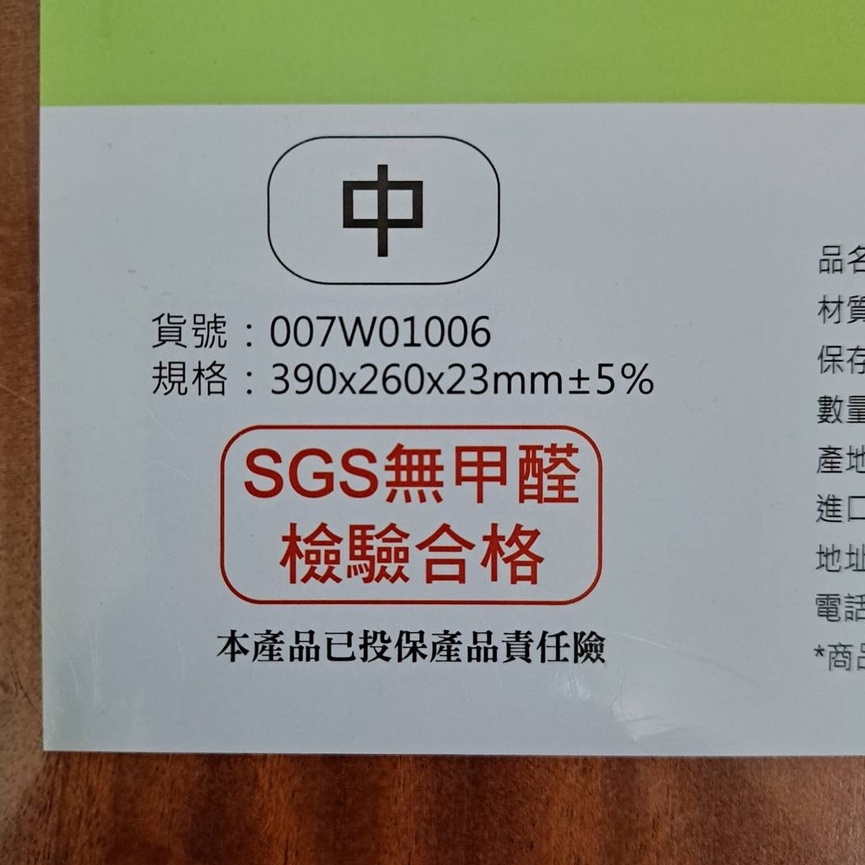 中
貨號：007W01006
規格：390x260x23mm±5%
SGS無甲醛
檢驗合格
本產品已投保產品責任險
品名
材質
保存
數量
產地
進口
地址
電話
*商品